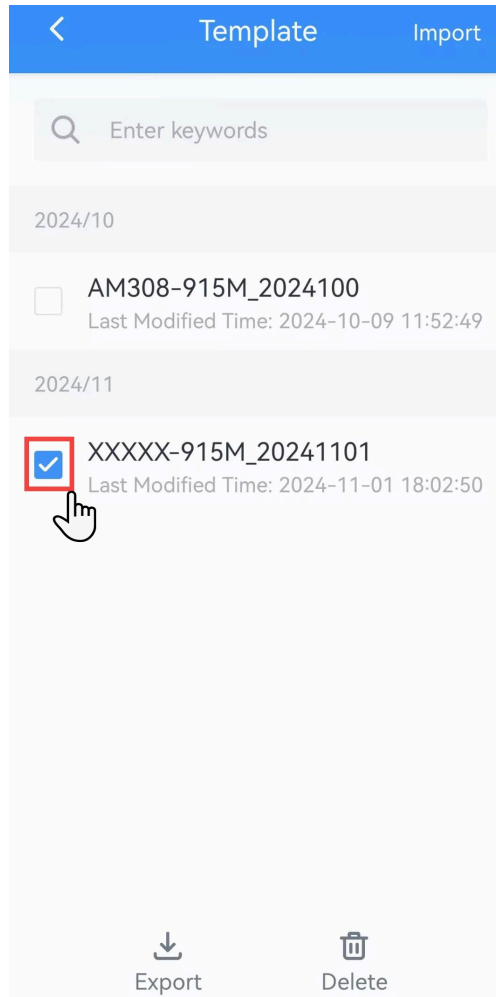 Template Import
Enter keywords
2024/10
AM308-915M_2024100
Last Modified Time: 2024-10-09 11:52:49
2024/11
XXXXX-915M_20241101
Last Modified Time: 2024-11-01 18:02:50
Export Delete